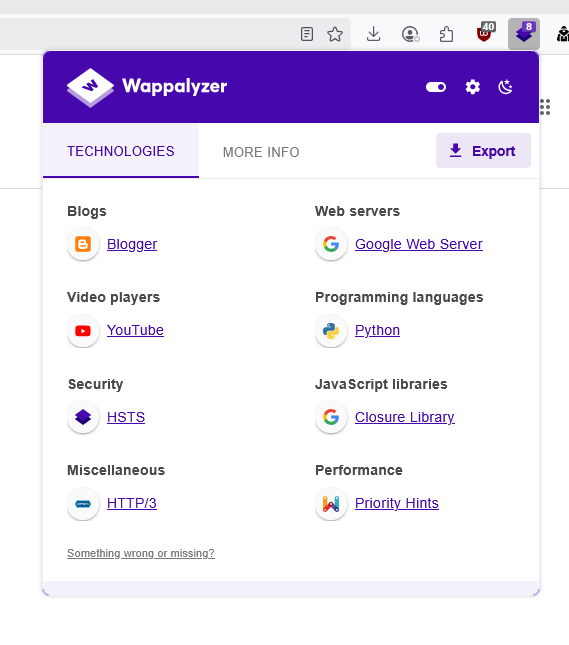 40
8
Wappalyzer
TECHNOLOGIES
MORE INFO
Export
Blogs
Blogger
Web servers
Google Web Server
Video players
YouTube
Programming languages
Python
Security
HSTS
JavaScript libraries
Closure Library
Miscellaneous
HTTP/3
Performance
Priority Hints
Something wrong or missing?